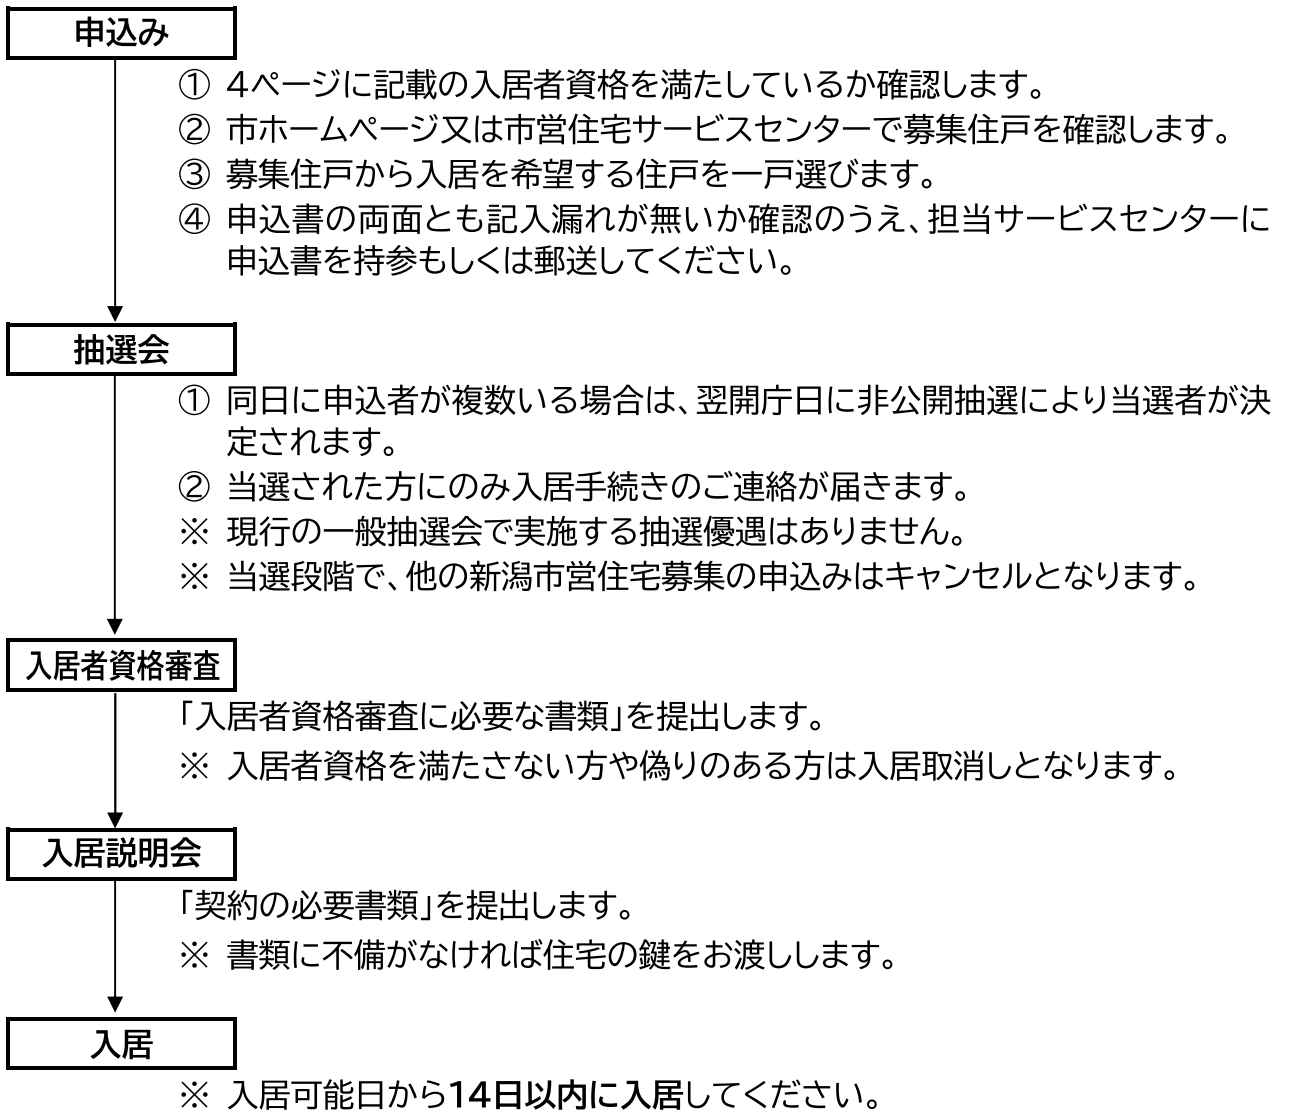 申込み
① 4ページに記載の入居者資格を満たしているか確認します。
② 市ホームページ又は市営住宅サービスセンターで募集住戸を確認します。
③ 募集住戸から入居を希望する住戸を一戸選びます。
④ 申込書の両面とも記入漏れが無いか確認のうえ、担当サービスセンターに
申込書を持参もしくは郵送してください。
抽選会
① 同日に申込者が複数いる場合は、翌開庁日に非公開抽選により当選者が決
定されます。
② 当選された方にのみ入居手続きのご連絡が届きます。
※ 現行の一般抽選会で実施する抽選優遇はありません。
※ 当選段階で、他の新潟市営住宅募集の申込みはキャンセルとなります。
入居者資格審査
「入居者資格審査に必要な書類」を提出します。
※ 入居者資格を満たさない方や偽りのある方は入居取消しとなります。
入居説明会
「契約の必要書類」を提出します。
※ 書類に不備がなければ住宅の鍵をお渡しします。
入居
※ 入居可能日から14日以内に入居してください。